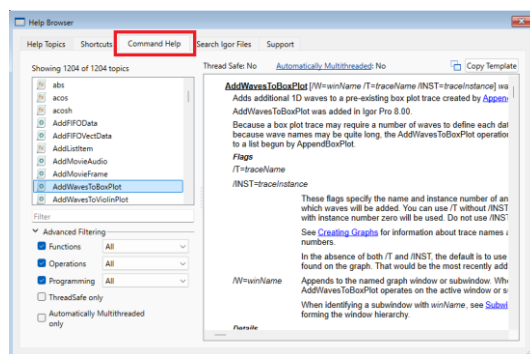 Help Browser
Help Topics Shortcuts Command Help Search Igor Files Support
Showing 1204 of 1204 topics
Thread Safe: No Automatically Multithreaded: No Copy Template
abs
acos
acosh
AddFIFOData
AddFIFOVectData
AddListItem
AddMovieAudio
AddMovieFrame
AddWavesToBoxPlot
AddWavesToViolinPlot
Filter
Advanced Filtering
Functions All
Operations All
Programming All
ThreadSafe only
Automatically Multithreaded
only
AddWavesToBoxPlot [/W=winName /T=traceName /INST=traceInstance] wa
Adds additional 1D waves to a pre-existing box plot trace created by Appen
AddWavesToBoxPlot was added in Igor Pro 8.00.
Because a box plot trace may require a number of waves to define each dat
because wave names may be quite long, the AddWavesToBoxPlot operation
to a list begun by AppendBoxPlot.
Flags
/T=traceName
/INST=traceInstance
These flags specify the name and instance number of an
which waves will be added. You can use /T without /INST
with instance number zero will be used. Do not use /INST
See Creating Graphs for information about trace names a
numbers.
In the absence of both /T and /INST, the default is to use
found on the graph. That would be the most recently add
/W=winName Appends to the named graph window or subwindow. Wh
AddWavesToBoxPlot operates on the active window or s
When identifying a subwindow with winName, see Subwi
forming the window hierarchy.
Details